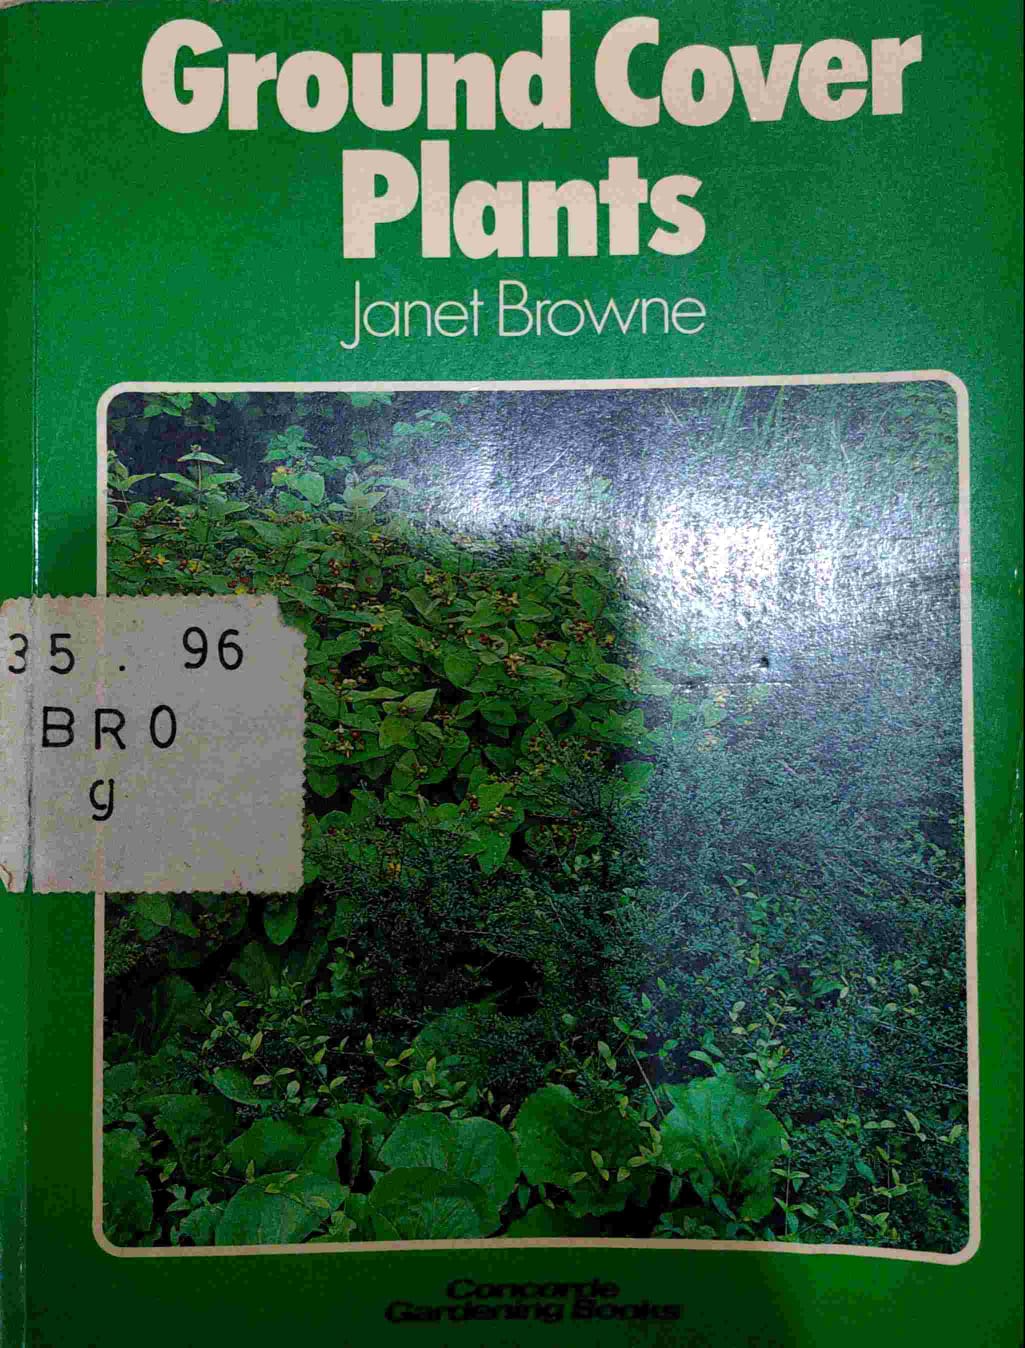 Ground Cover
Plants
Janet Browne
35 . 96
BRO
g
Concorde
Gardening Books